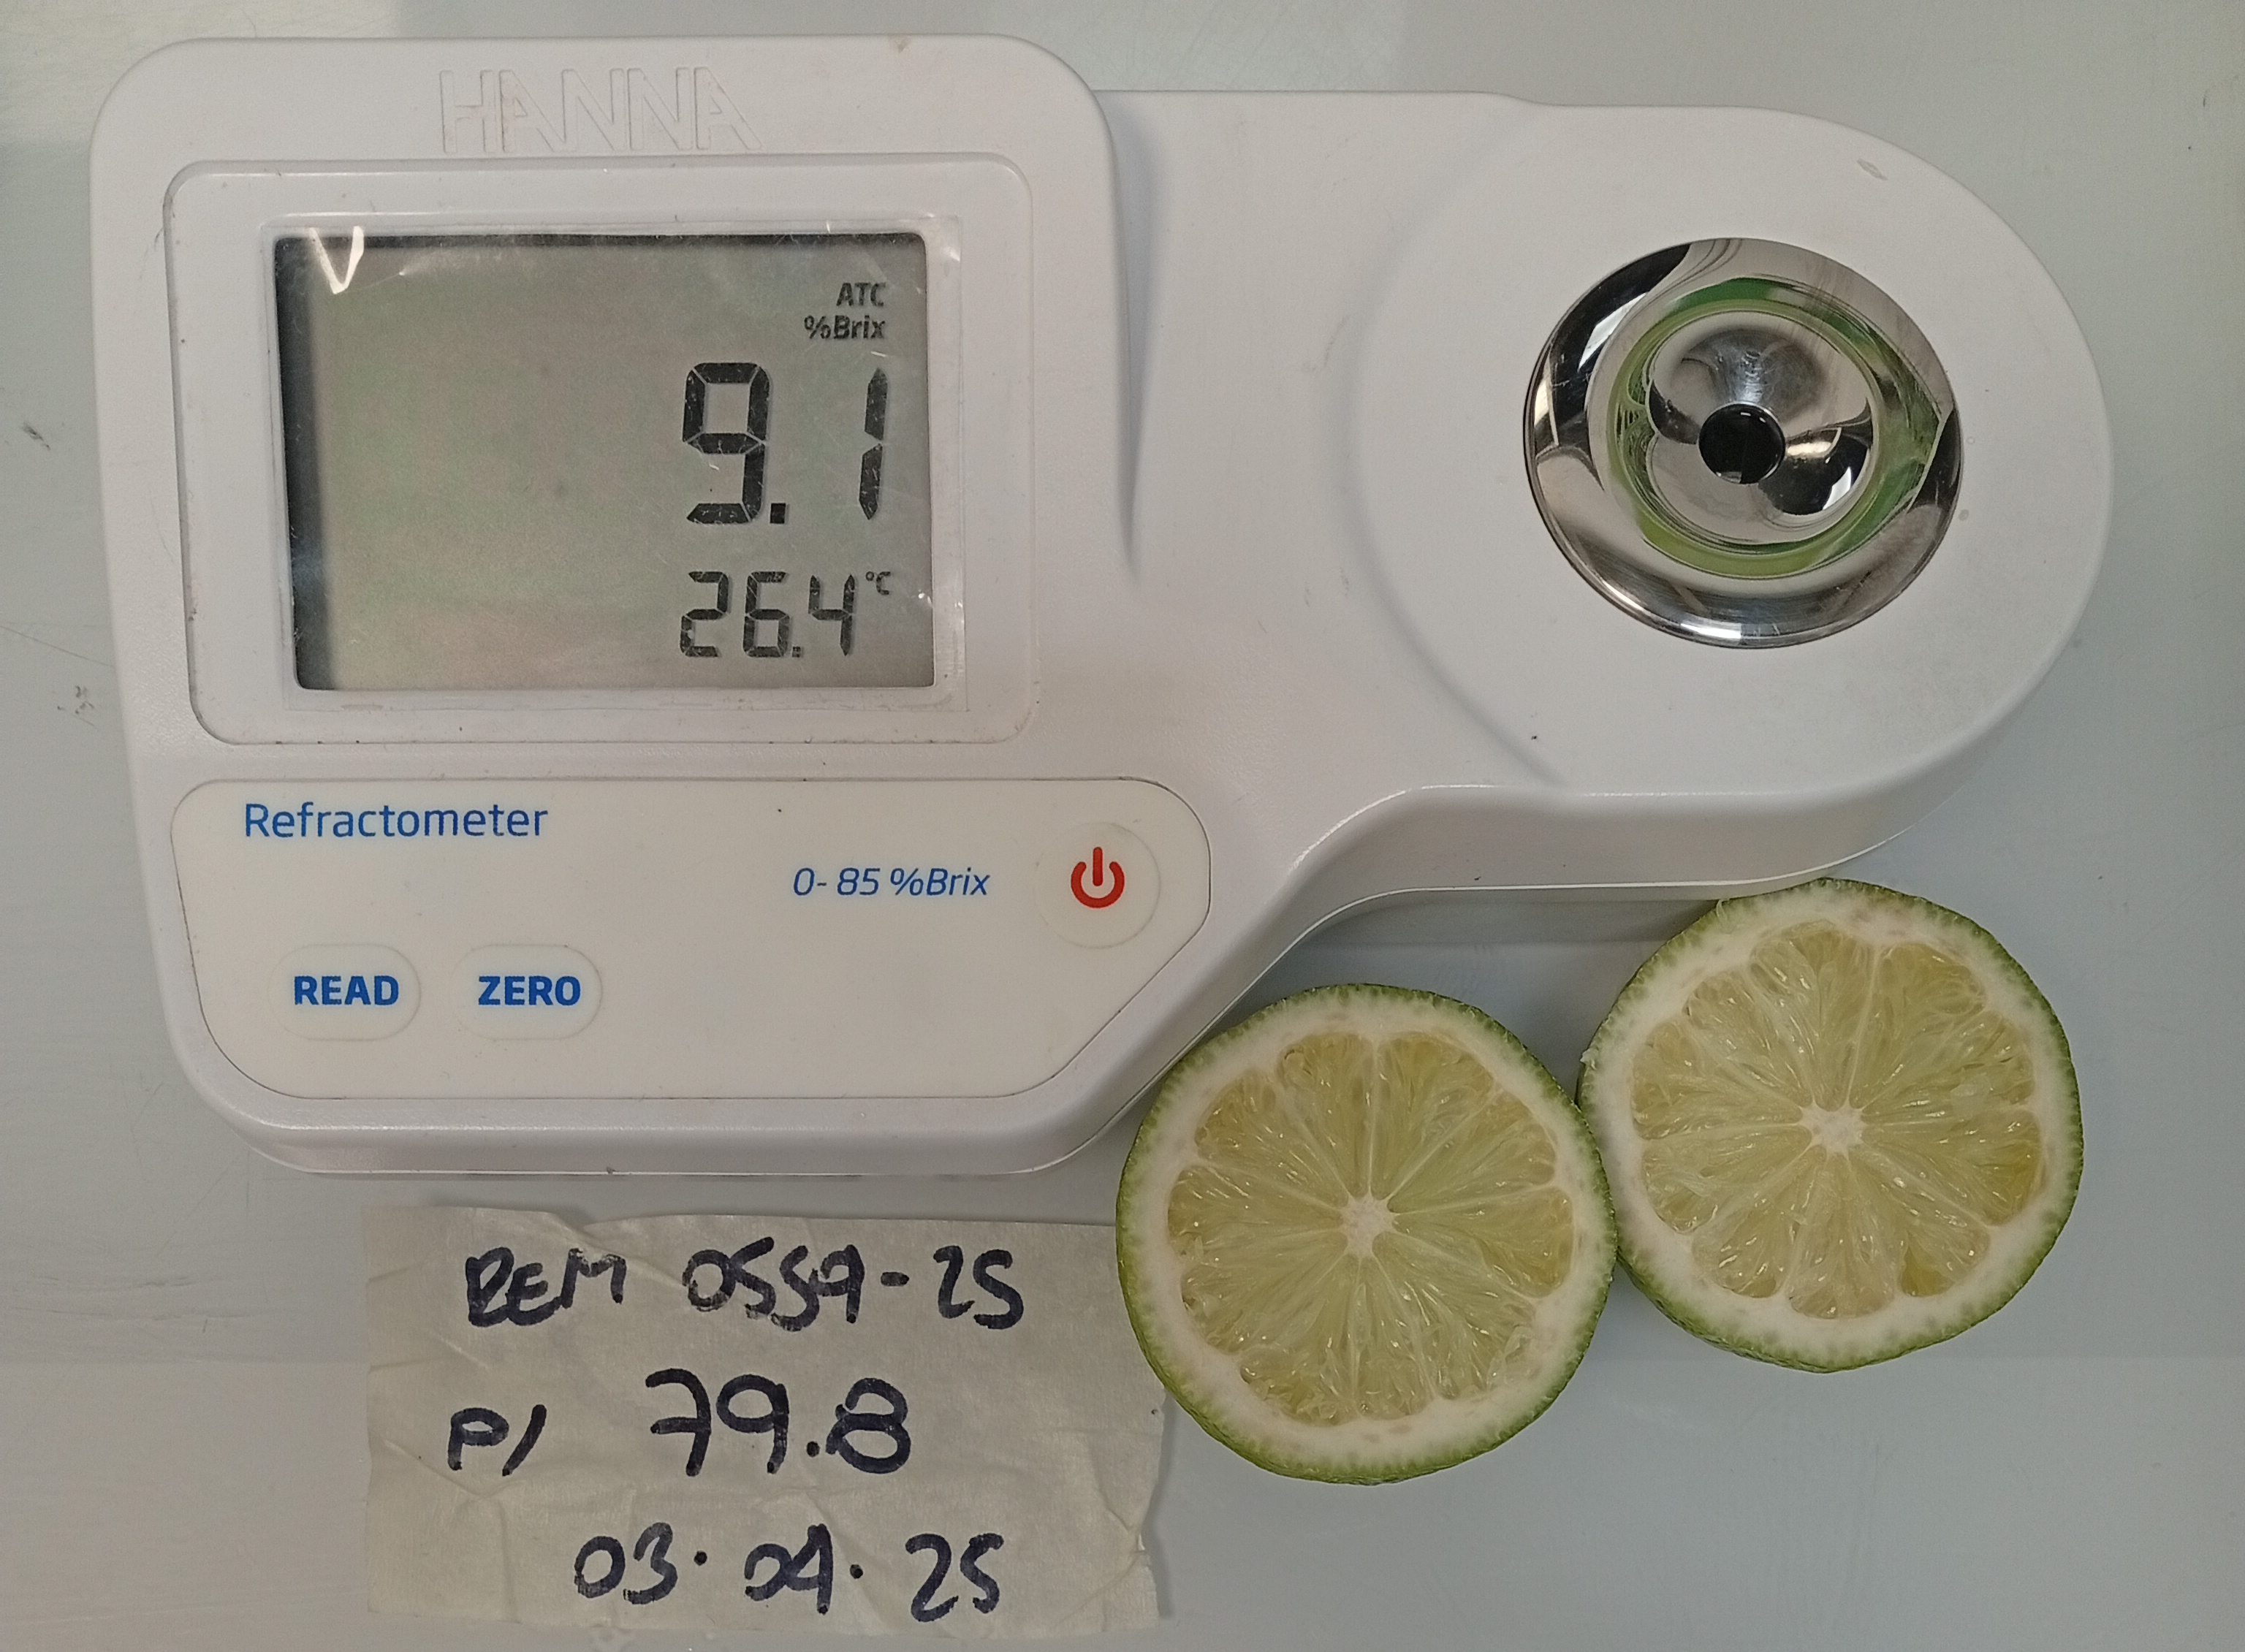 HANNA
ATC
%Brix
9.1
26.4°C
Refractometer
0-85 %Brix
READ
ZERO
REM 0559-25
P/ 79.8
03.04.25